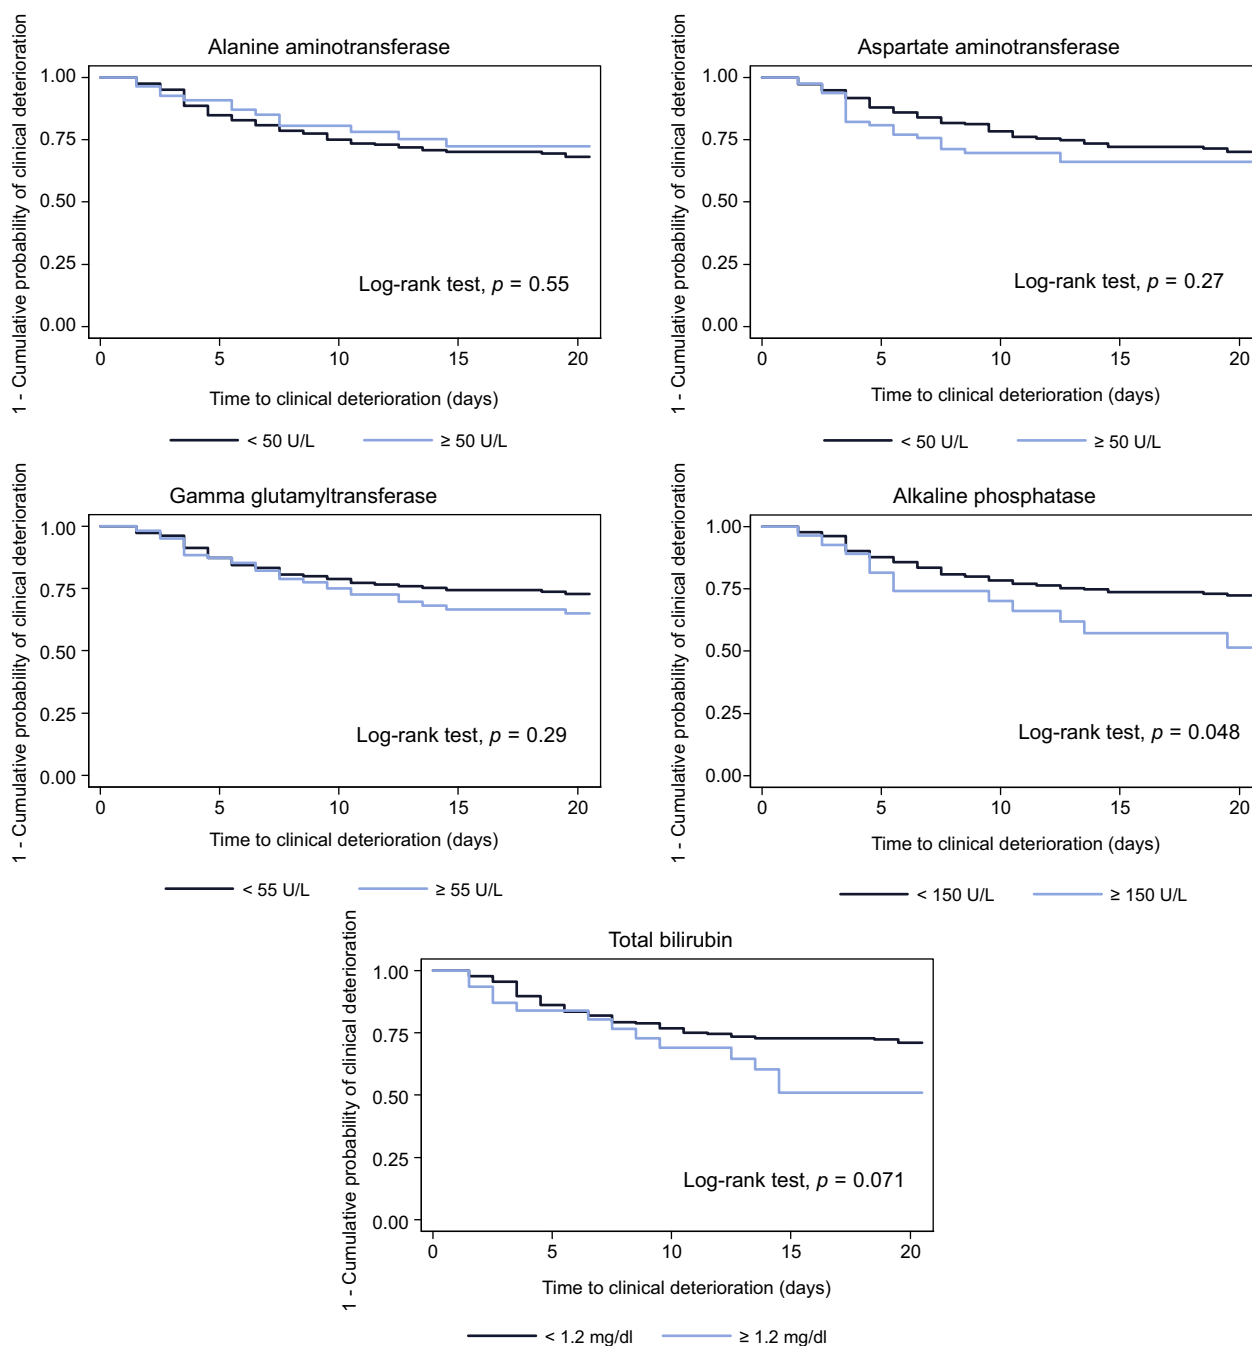 Alanine aminotransferase
1 - Cumulative probability of clinical deterioration
1.00
0.75
0.50
0.25
0.00
Log-rank test, p = 0.55
0 5 10 15 20
Time to clinical deterioration (days)
< 50 U/L ≥ 50 U/L
Aspartate aminotransferase
1 - Cumulative probability of clinical deterioration
1.00
0.75
0.50
0.25
0.00
Log-rank test, p = 0.27
0 5 10 15 20
Time to clinical deterioration (days)
< 50 U/L ≥ 50 U/L
Gamma glutamyltransferase
1 - Cumulative probability of clinical deterioration
1.00
0.75
0.50
0.25
0.00
Log-rank test, p = 0.29
0 5 10 15 20
Time to clinical deterioration (days)
< 55 U/L ≥ 55 U/L
Alkaline phosphatase
1 - Cumulative probability of clinical deterioration
1.00
0.75
0.50
0.25
0.00
Log-rank test, p = 0.048
0 5 10 15 20
Time to clinical deterioration (days)
< 150 U/L ≥ 150 U/L
Total bilirubin
1 - Cumulative probability of clinical deterioration
1.00
0.75
0.50
0.25
0.00
Log-rank test, p = 0.071
0 5 10 15 20
Time to clinical deterioration (days)
< 1.2 mg/dl ≥ 1.2 mg/dl